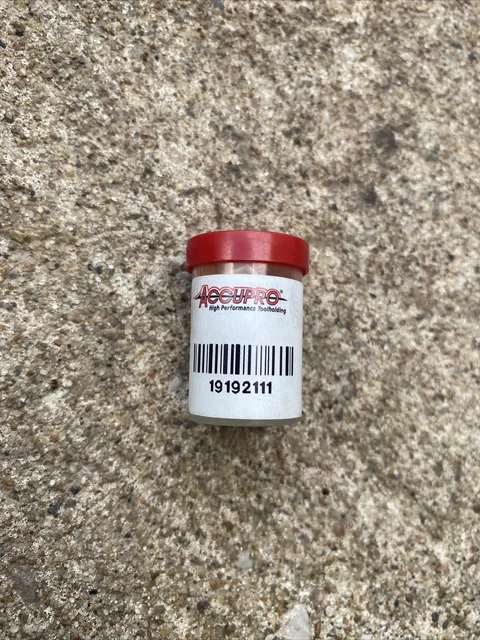 ACCUPRO®
High Performance Toolholding
19192111